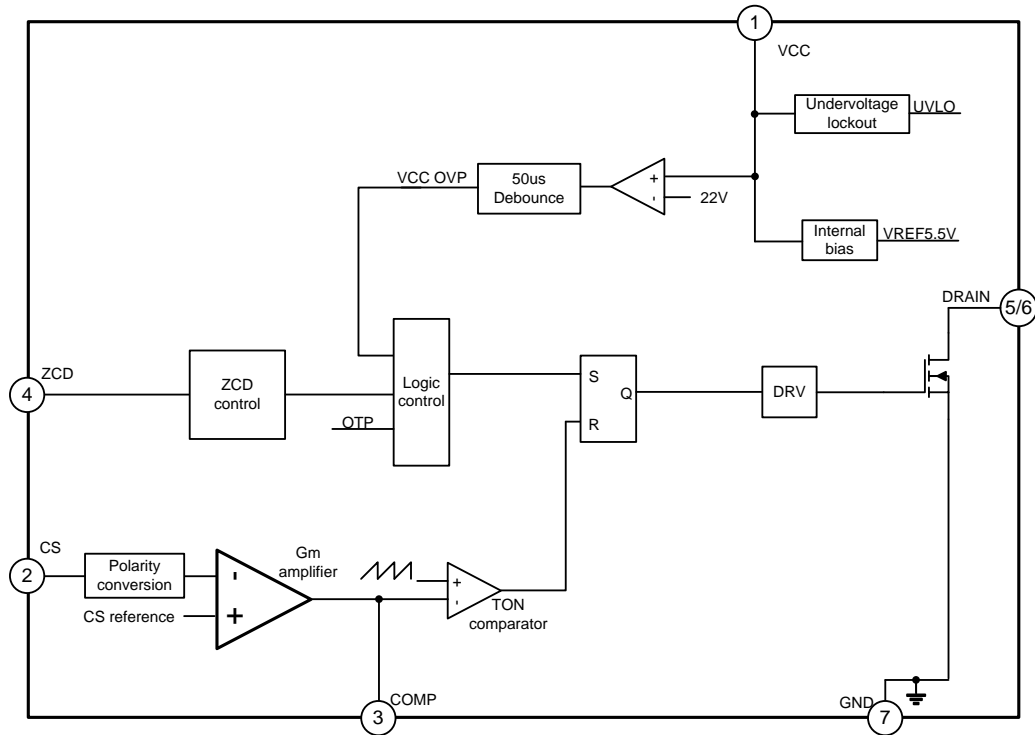 1
VCC
Undervoltage
lockout
UVLO
VCC OVP
50us
Debounce
+
-
22V
Internal
bias
VREF5.5V
DRAIN
5/6
4
ZCD
ZCD
control
Logic
control
OTP
S
R
Q
DRV
2
CS
Polarity
conversion
CS reference
-
+
Gm
amplifier
+
-
TON
comparator
COMP
3
GND
7